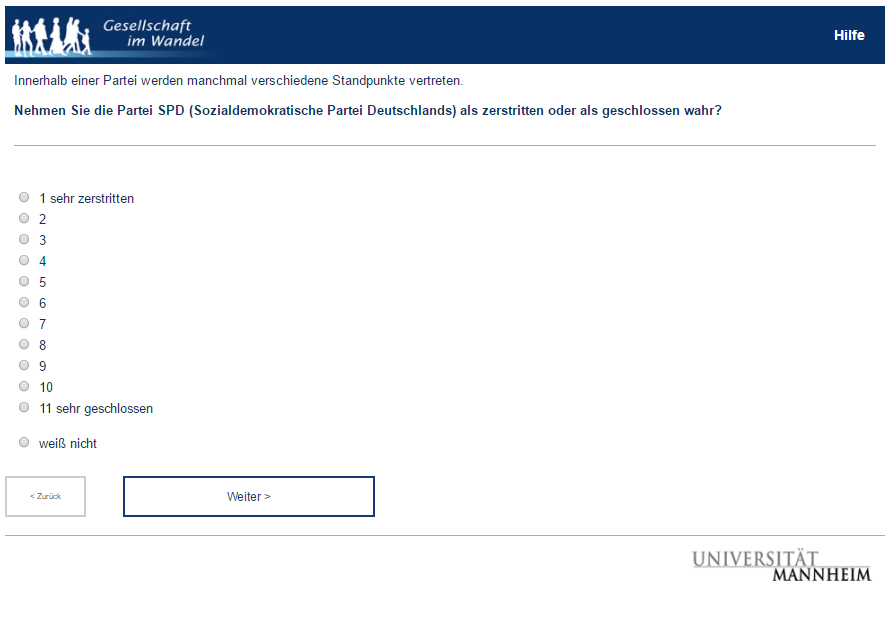 Gesellschaft
im Wandel
Hilfe
Innerhalb einer Partei werden manchmal verschiedene Standpunkte vertreten.
Nehmen Sie die Partei SPD (Sozialdemokratische Partei Deutschlands) als zerstritten oder als geschlossen wahr?
1 sehr zerstritten
2
3
4
5
6
7
8
9
10
11 sehr geschlossen
weiß nicht
< Zurück
Weiter >
UNIVERSITÄT
MANNHEIM